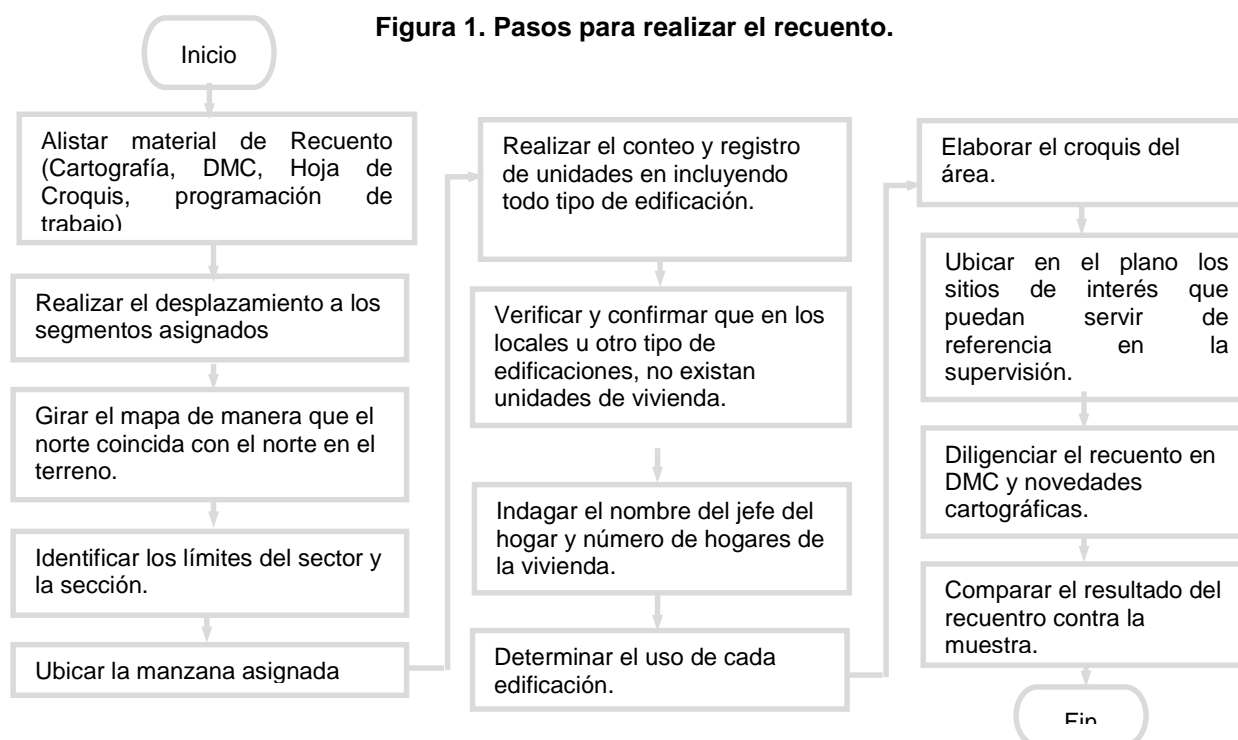 Figura 1. Pasos para realizar el recuento.
Inicio
Alistar material de Recuento
(Cartografía, DMC, Hoja de
Croquis, programación de
trabajo)
Realizar el desplazamiento a los
segmentos asignados
Girar el mapa de manera que el
norte coincida con el norte en el
terreno.
Identificar los límites del sector y
la sección.
Ubicar la manzana asignada
Realizar el conteo y registro
de unidades en incluyendo
todo tipo de edificación.
Verificar y confirmar que en los
locales u otro tipo de
edificaciones, no existan
unidades de vivienda.
Indagar el nombre del jefe del
hogar y número de hogares de
la vivienda.
Determinar el uso de cada
edificación.
Elaborar el croquis del
área.
Ubicar en el plano los
sitios de interés que
puedan servir de
referencia en la
supervisión.
Diligenciar el recuento en
DMC y novedades
cartográficas.
Comparar el resultado del
recuentro contra la
muestra.
Fin